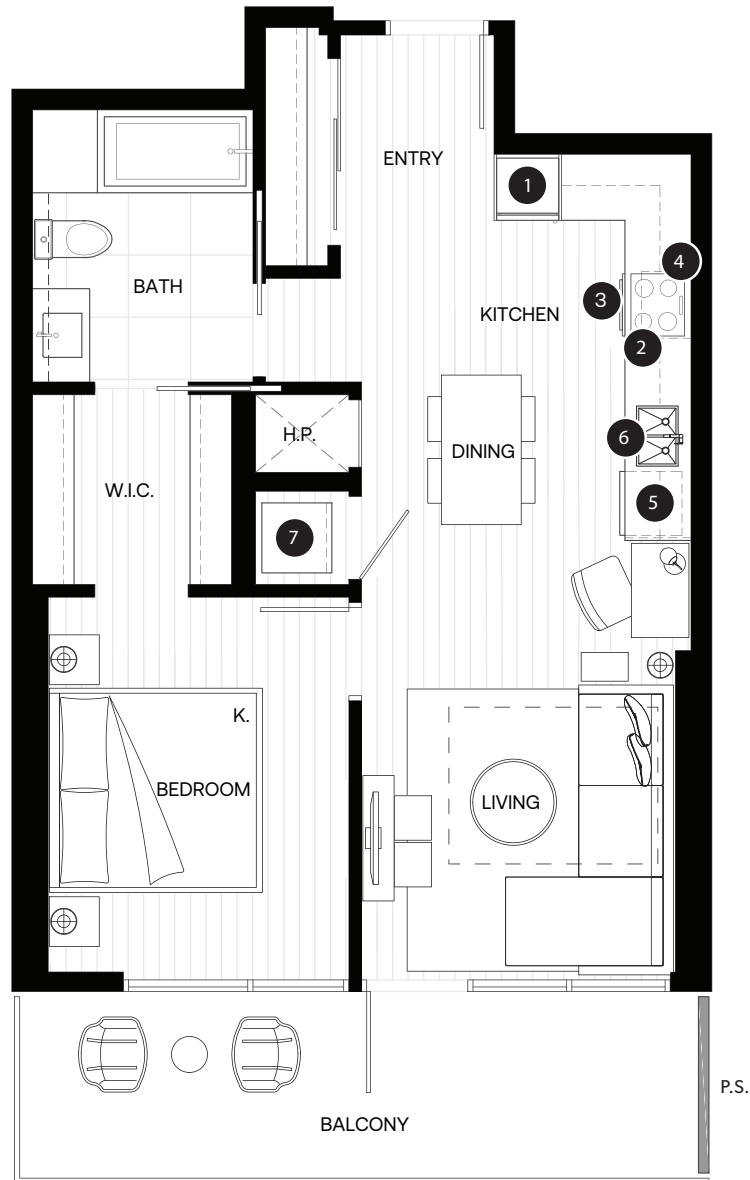 ENTRY
1
BATH
4
3
KITCHEN
2
H.P.
DINING
6
W.I.C.
5
7
K.
BEDROOM
LIVING
P.S.
BALCONY